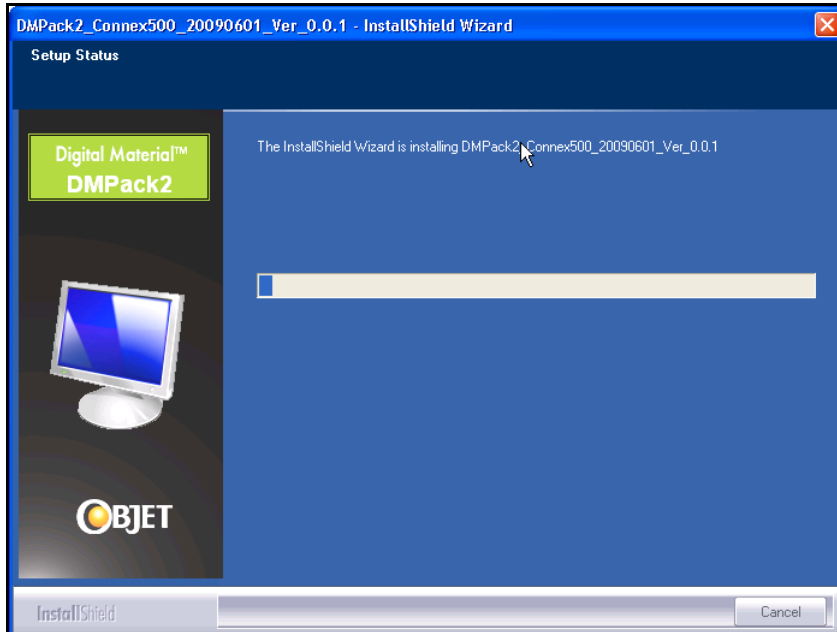 DMPack2_Connex500_20090601_Ver_0.0.1 - InstallShield Wizard
Setup Status
Digital Material™
DMPack2
The InstallShield Wizard is installing DMPack2_Connex500_20090601_Ver_0.0.1
OBJET
InstallShield
Cancel